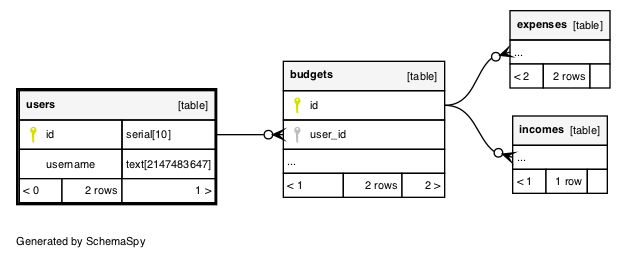 users [table]
id serial[10]
username text[2147483647]
< 0 2 rows 1 >
budgets [table]
id
user_id
...
< 1 2 rows 2 >
expenses [table]
...
< 2 2 rows
incomes [table]
...
< 1 1 row
Generated by SchemaSpy